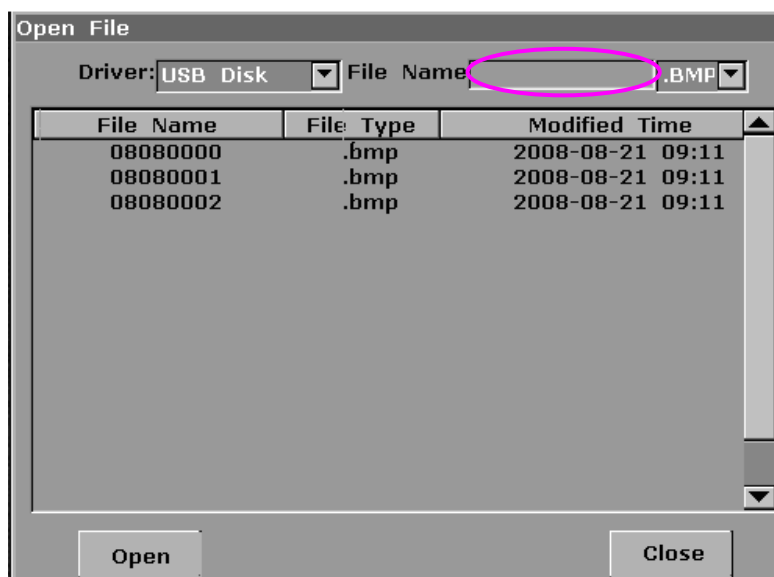 Open File
Driver: USB Disk File Name .BMP
File Name File Type Modified Time
08080000 .bmp 2008-08-21 09:11
08080001 .bmp 2008-08-21 09:11
08080002 .bmp 2008-08-21 09:11
Open Close